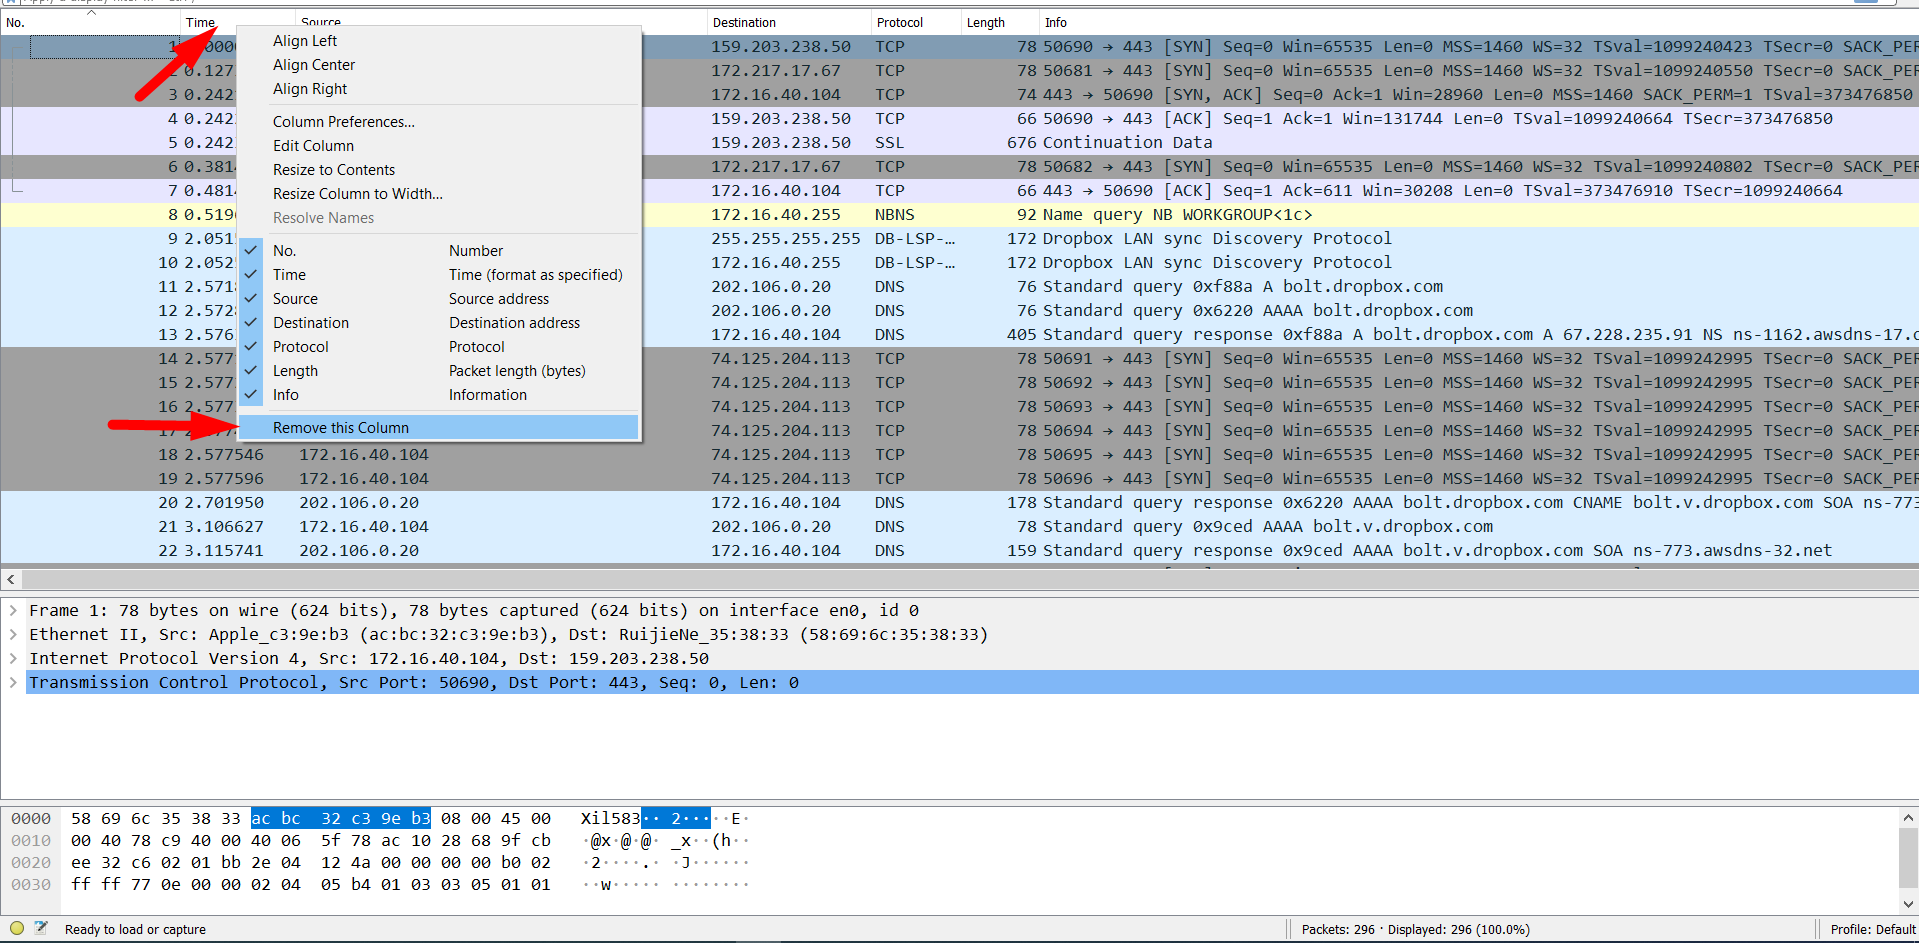 No. Time Source Destination Protocol Length Info
1 159.203.238.50 TCP 78 50690 → 443 [SYN] Seq=0 Win=65535 Len=0 MSS=1460 WS=32 TSval=1099240423 TSecr=0 SACK_PER
2 0.127 172.217.17.67 TCP 78 50681 → 443 [SYN] Seq=0 Win=65535 Len=0 MSS=1460 WS=32 TSval=1099240550 TSecr=0 SACK_PER
3 0.242 172.16.40.104 TCP 74 443 → 50690 [SYN, ACK] Seq=0 Ack=1 Win=28960 Len=0 MSS=1460 SACK_PERM=1 TSval=373476850
4 0.242 159.203.238.50 TCP 66 50690 → 443 [ACK] Seq=1 Ack=1 Win=131744 Len=0 TSval=1099240664 TSecr=373476850
5 0.242 159.203.238.50 SSL 676 Continuation Data
6 0.381 172.217.17.67 TCP 78 50682 → 443 [SYN] Seq=0 Win=65535 Len=0 MSS=1460 WS=32 TSval=1099240802 TSecr=0 SACK_PER
7 0.481 172.16.40.104 TCP 66 443 → 50690 [ACK] Seq=1 Ack=611 Win=30208 Len=0 TSval=373476910 TSecr=1099240664
8 0.519 172.16.40.255 NBNS 92 Name query NB WORKGROUP<1c>
9 2.051 255.255.255.255 DB-LSP-… 172 Dropbox LAN sync Discovery Protocol
10 2.052 172.16.40.255 DB-LSP-… 172 Dropbox LAN sync Discovery Protocol
11 2.571 202.106.0.20 DNS 76 Standard query 0xf88a A bolt.dropbox.com
12 2.572 202.106.0.20 DNS 76 Standard query 0x6220 AAAA bolt.dropbox.com
13 2.576 172.16.40.104 DNS 405 Standard query response 0xf88a A bolt.dropbox.com A 67.228.235.91 NS ns-1162.awsdns-17.c
14 2.577 74.125.204.113 TCP 78 50691 → 443 [SYN] Seq=0 Win=65535 Len=0 MSS=1460 WS=32 TSval=1099242995 TSecr=0 SACK_PER
15 2.577 74.125.204.113 TCP 78 50692 → 443 [SYN] Seq=0 Win=65535 Len=0 MSS=1460 WS=32 TSval=1099242995 TSecr=0 SACK_PER
16 2.577 74.125.204.113 TCP 78 50693 → 443 [SYN] Seq=0 Win=65535 Len=0 MSS=1460 WS=32 TSval=1099242995 TSecr=0 SACK_PER
74.125.204.113 TCP 78 50694 → 443 [SYN] Seq=0 Win=65535 Len=0 MSS=1460 WS=32 TSval=1099242995 TSecr=0 SACK_PER
18 2.577546 172.16.40.104 74.125.204.113 TCP 78 50695 → 443 [SYN] Seq=0 Win=65535 Len=0 MSS=1460 WS=32 TSval=1099242995 TSecr=0 SACK_PER
19 2.577596 172.16.40.104 74.125.204.113 TCP 78 50696 → 443 [SYN] Seq=0 Win=65535 Len=0 MSS=1460 WS=32 TSval=1099242995 TSecr=0 SACK_PER
20 2.701950 202.106.0.20 172.16.40.104 DNS 178 Standard query response 0x6220 AAAA bolt.dropbox.com CNAME bolt.v.dropbox.com SOA ns-773
21 3.106627 172.16.40.104 202.106.0.20 DNS 78 Standard query 0x9ced AAAA bolt.v.dropbox.com
22 3.115741 202.106.0.20 172.16.40.104 DNS 159 Standard query response 0x9ced AAAA bolt.v.dropbox.com SOA ns-773.awsdns-32.net
Align Left
Align Center
Align Right
Column Preferences...
Edit Column
Resize to Contents
Resize Column to Width...
Resolve Names
No. Number
Time Time (format as specified)
Source Source address
Destination Destination address
Protocol Protocol
Length Packet length (bytes)
Info Information
Remove this Column
Frame 1: 78 bytes on wire (624 bits), 78 bytes captured (624 bits) on interface en0, id 0
Ethernet II, Src: Apple_c3:9e:b3 (ac:bc:32:c3:9e:b3), Dst: RuijieNe_35:38:33 (58:69:6c:35:38:33)
Internet Protocol Version 4, Src: 172.16.40.104, Dst: 159.203.238.50
Transmission Control Protocol, Src Port: 50690, Dst Port: 443, Seq: 0, Len: 0
0000 58 69 6c 35 38 33 ac bc 32 c3 9e b3 08 00 45 00 Xil583·· 2·····E·
0010 00 40 78 c9 40 00 40 06 5f 78 ac 10 28 68 9f cb ·@x·@·@· _x··(h··
0020 ee 32 c6 02 01 bb 2e 04 12 4a 00 00 00 00 b0 02 ·2····.· ·J······
0030 ff ff 77 0e 00 00 02 04 05 b4 01 03 03 05 01 01 ··w····· ········
Ready to load or capture Packets: 296 · Displayed: 296 (100.0%) Profile: Default